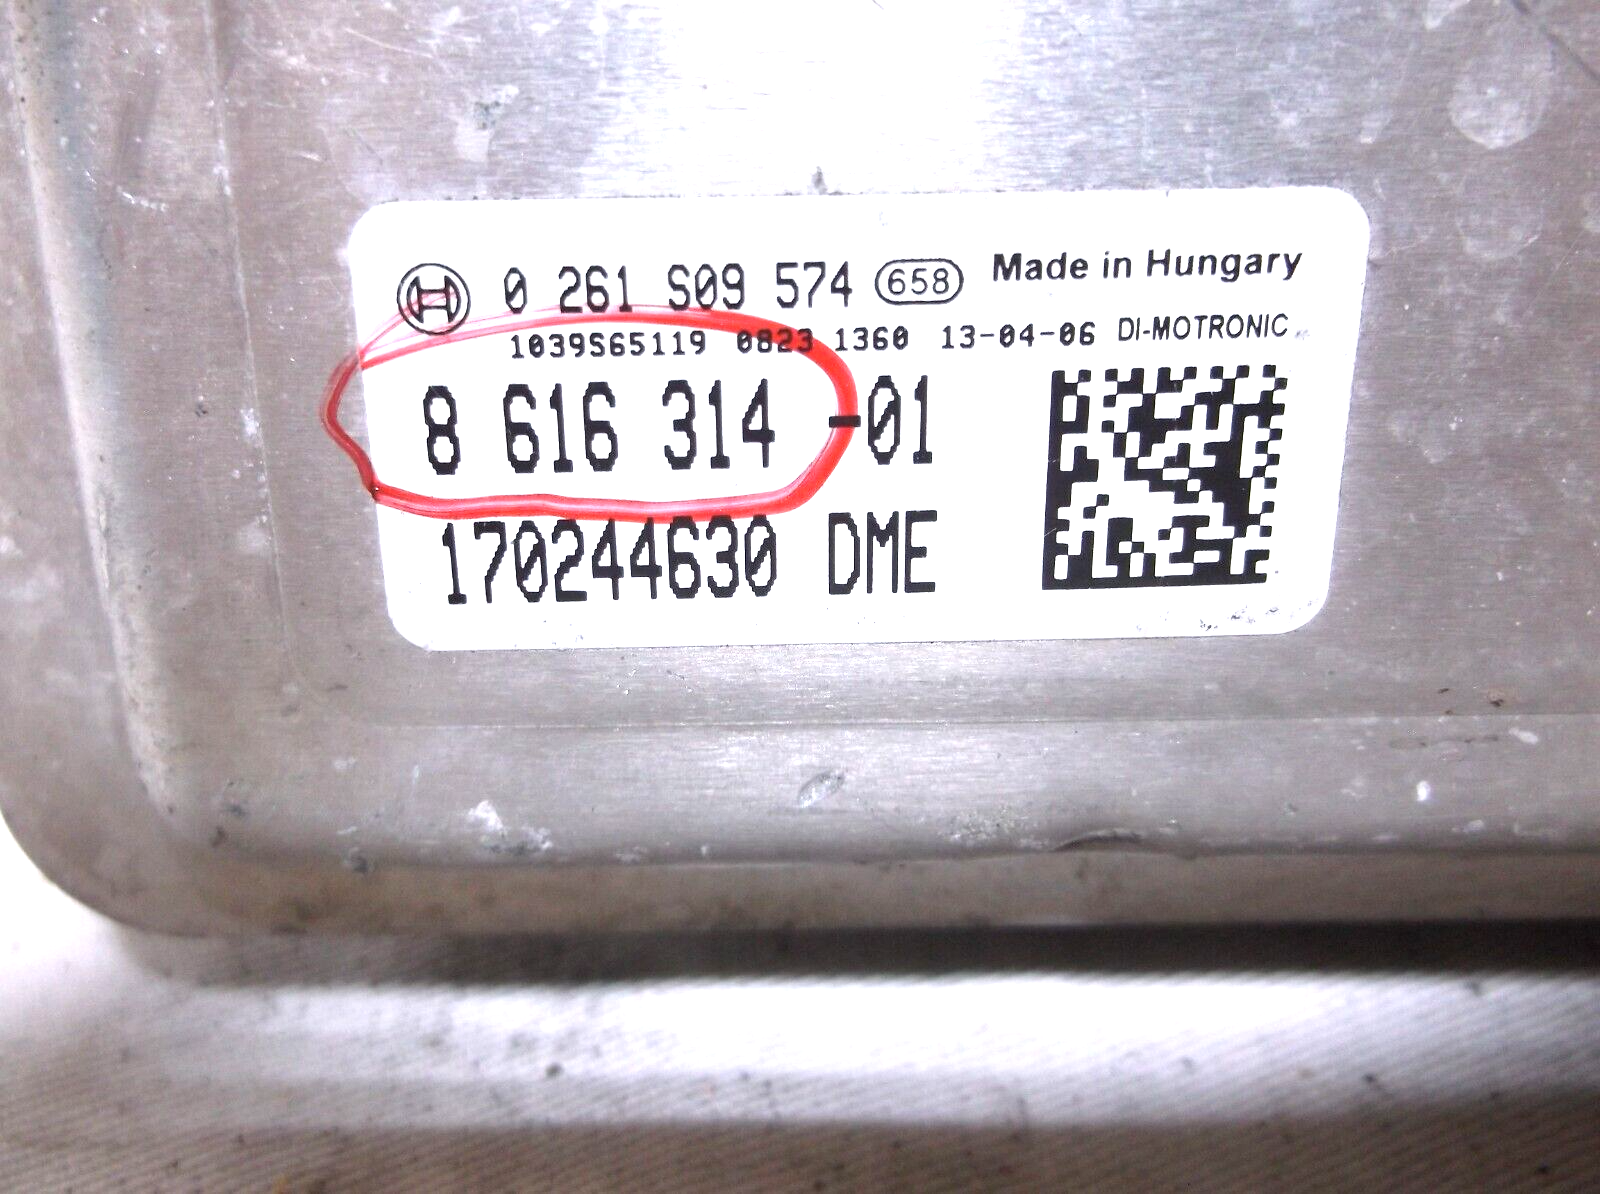 0 261 S09 574 658 Made in Hungary
1039S65119 0823 1360 13-04-06 DI-MOTRONIC
8 616 314 -01
170244630 DME